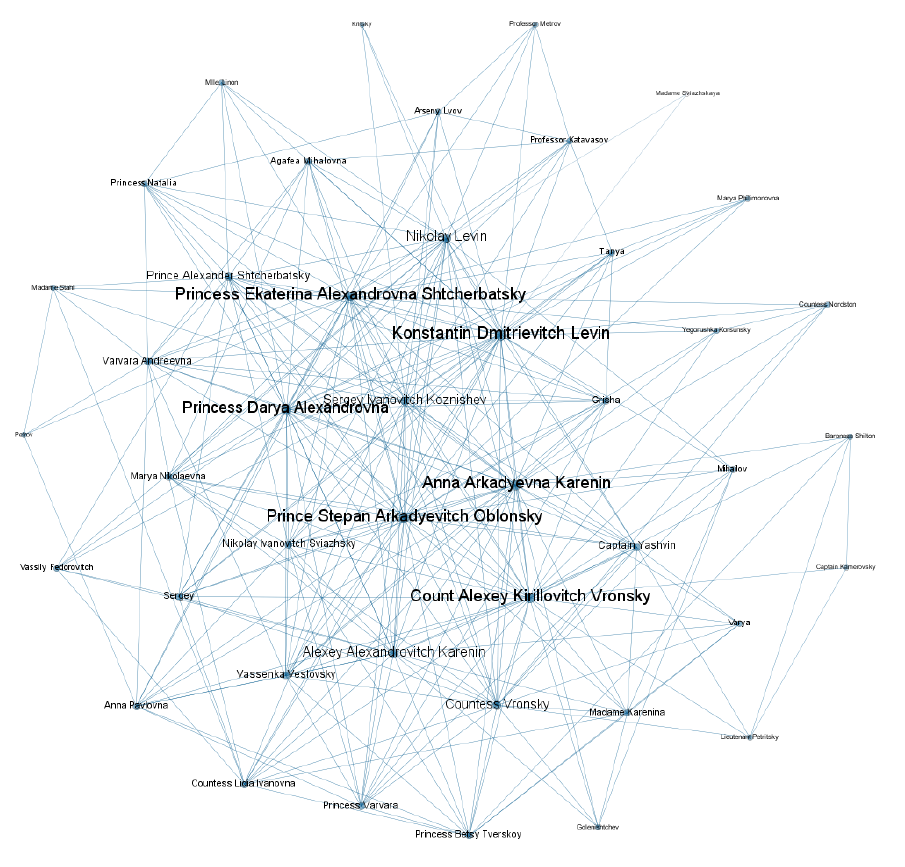 Kritsky
Professor Metrov
Mlle. Linon
Madame Sviazhskaya
Arseny Lvov
Professor Katavasov
Agafea Mihalovna
Princess Natalia
Marya Philimonovna
Nikolay Levin
Tanya
Prince Alexander Shtcherbatsky
Madame Stahl
Princess Ekaterina Alexandrovna Shtcherbatsky
Countess Nordston
Yegorushka Korsunsky
Konstantin Dmitrievitch Levin
Varvara Andreevna
Sergey Ivanovitch Koznishev
Grisha
Princess Darya Alexandrovna
Petrov
Baroness Shilton
Mihailov
Marya Nikolaevna
Anna Arkadyevna Karenin
Prince Stepan Arkadyevitch Oblonsky
Nikolay Ivanovitch Sviazhsky
Captain Yashvin
Vassily Fedorovitch
Captain Kamerovsky
Sergey
Count Alexey Kirillovitch Vronsky
Varya
Alexey Alexandrovitch Karenin
Vassenka Veslovsky
Anna Pavlovna
Countess Vronsky
Madame Karenina
Lieutenant Petritsky
Countess Lidia Ivanovna
Princess Varvara
Golenishtchev
Princess Betsy Tverskoy